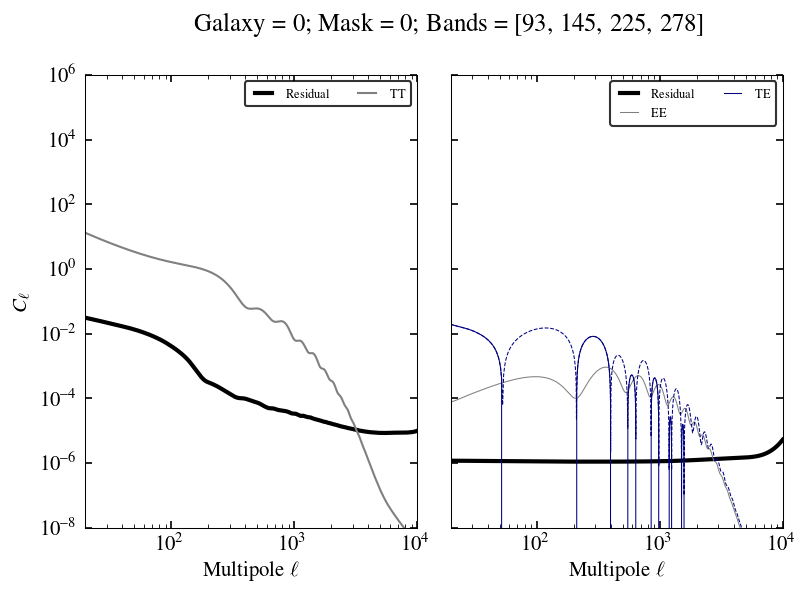 Galaxy = 0; Mask = 0; Bands = [93, 145, 225, 278]
Residual TT
Residual TE
EE
10^6
10^4
10^2
10^0
10^−2
10^−4
10^−6
10^−8
C_ℓ
10^2 10^3 10^4
10^2 10^3 10^4
Multipole ℓ
Multipole ℓ